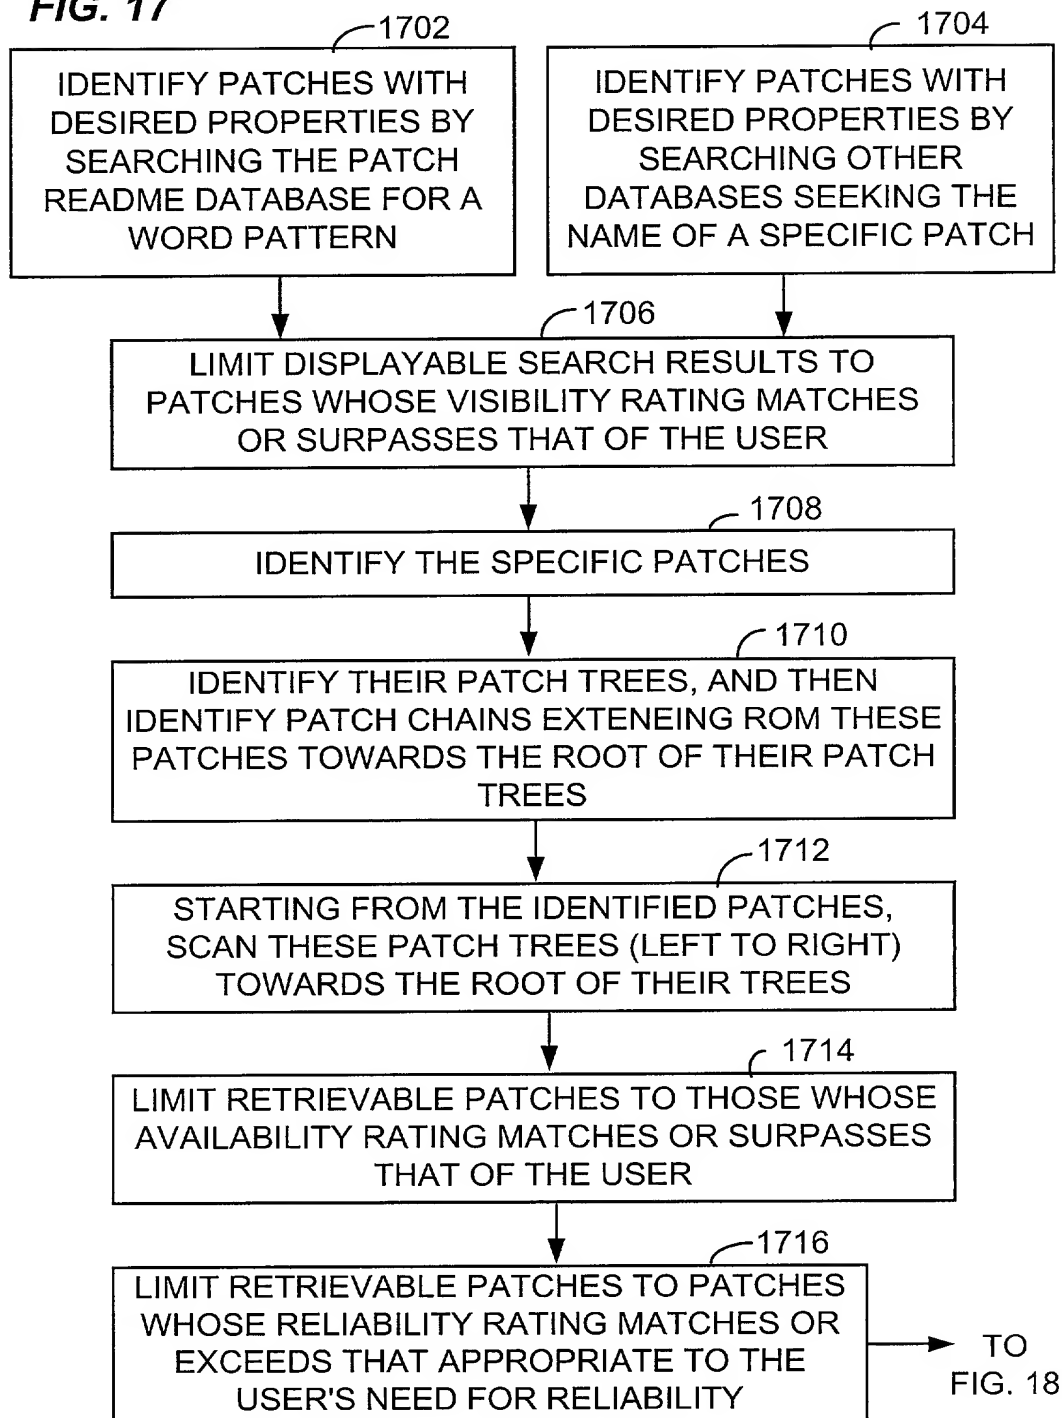 FIG. 17
1702
IDENTIFY PATCHES WITH
DESIRED PROPERTIES BY
SEARCHING THE PATCH
README DATABASE FOR A
WORD PATTERN
1704
IDENTIFY PATCHES WITH
DESIRED PROPERTIES BY
SEARCHING OTHER
DATABASES SEEKING THE
NAME OF A SPECIFIC PATCH
1706
LIMIT DISPLAYABLE SEARCH RESULTS TO
PATCHES WHOSE VISIBILITY RATING MATCHES
OR SURPASSES THAT OF THE USER
1708
IDENTIFY THE SPECIFIC PATCHES
1710
IDENTIFY THEIR PATCH TREES, AND THEN
IDENTIFY PATCH CHAINS EXTENEING ROM THESE
PATCHES TOWARDS THE ROOT OF THEIR PATCH
TREES
1712
STARTING FROM THE IDENTIFIED PATCHES,
SCAN THESE PATCH TREES (LEFT TO RIGHT)
TOWARDS THE ROOT OF THEIR TREES
1714
LIMIT RETRIEVABLE PATCHES TO THOSE WHOSE
AVAILABILITY RATING MATCHES OR SURPASSES
THAT OF THE USER
1716
LIMIT RETRIEVABLE PATCHES TO PATCHES
WHOSE RELIABILITY RATING MATCHES OR
EXCEEDS THAT APPROPRIATE TO THE
USER'S NEED FOR RELIABILITY
TO
FIG. 18